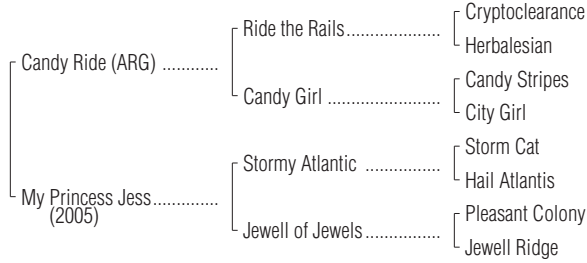 Cryptoclearance
Ride the Rails...................
Herbalesian
Candy Ride (ARG) ............
Candy Stripes
Candy Girl ........................
City Girl
Storm Cat
Stormy Atlantic ................
Hail Atlantis
My Princess Jess..............
(2005)
Pleasant Colony
Jewell of Jewels................
Jewell Ridge